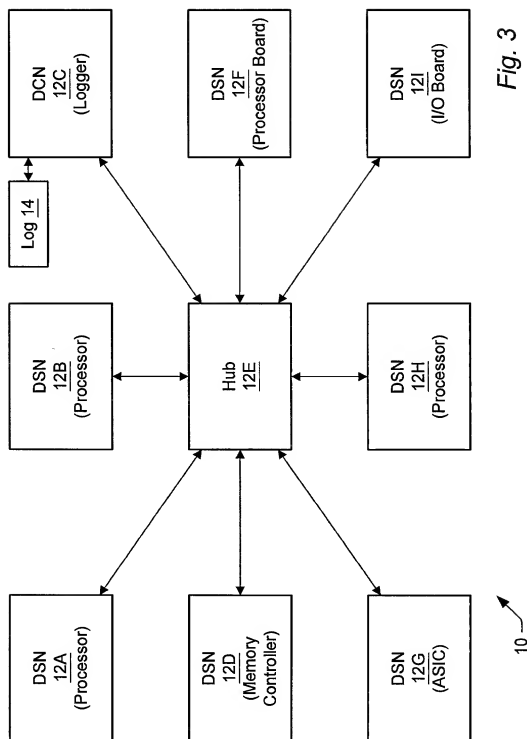 DSN
12A
(Processor)
DSN
12B
(Processor)
Log 14
DCN
12C
(Logger)
DSN
12D
(Memory
Controller)
Hub
12E
DSN
12F
(Processor Board)
DSN
12G
(ASIC)
DSN
12H
(Processor)
DSN
12I
(I/O Board)
10
Fig. 3